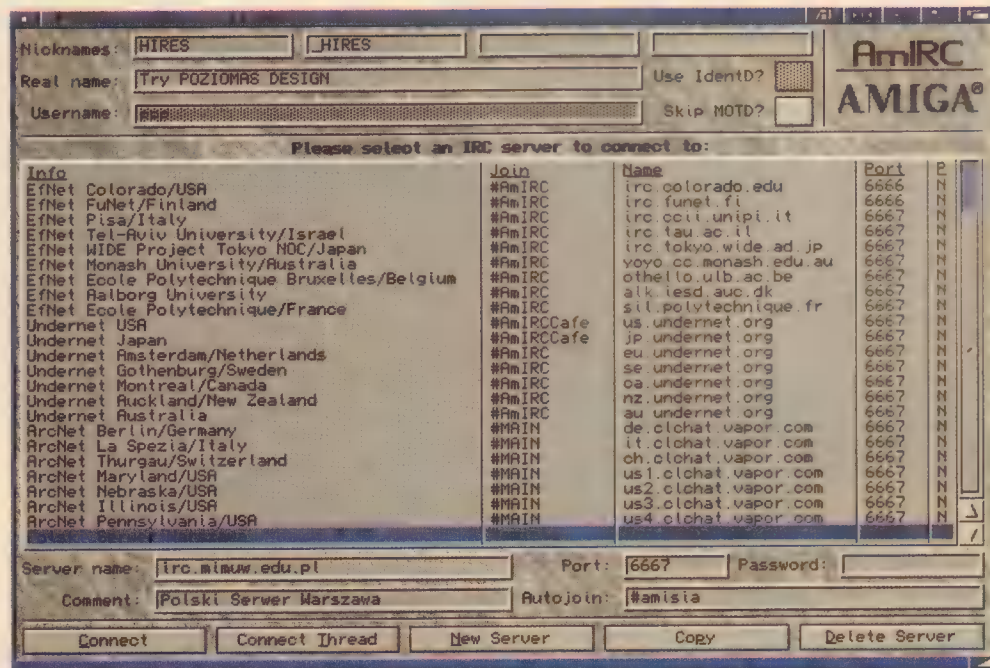 Nicknames: HIRES _HIRES
AmIRC
Real name: Try POZIOMAS DESIGN Use IdentD?
AMIGA®
Username: Skip MOTD?
Please select an IRC server to connect to:
Info Join Name Port P
EfNet Colorado/USA #AmIRC irc.colorado.edu 6666 N
EfNet FuNet/Finland #AmIRC irc.funet.fi 6666 N
EfNet Pisa/Italy #AmIRC irc.ccii.unipi.it 6667 N
EfNet Tel-Aviv University/Israel #AmIRC irc.tau.ac.il 6667 N
EfNet WIDE Project Tokyo NOC/Japan #AmIRC irc.tokyo.wide.ad.jp 6667 N
EfNet Monash University/Australia #AmIRC yoyo.cc.monash.edu.au 6667 N
EfNet Ecole Polytechnique Bruxelles/Belgium #AmIRC othello.ulb.ac.be 6667 N
EfNet Aalborg University #AmIRC alk.iesd.auc.dk 6667 N
EfNet Ecole Polytechnique/France #AmIRC sil.polytechnique.fr 6667 N
Undernet USA #AmIRCCafe us.undernet.org 6667 N
Undernet Japan #AmIRCCafe jp.undernet.org 6667 N
Undernet Amsterdam/Netherlands #AmIRC eu.undernet.org 6667 N
Undernet Gothenburg/Sweden #AmIRC se.undernet.org 6667 N
Undernet Montreal/Canada #AmIRC ca.undernet.org 6667 N
Undernet Auckland/New Zealand #AmIRC nz.undernet.org 6667 N
Undernet Australia #AmIRC au.undernet.org 6667 N
ArcNet Berlin/Germany #MAIN de.clchat.vapor.com 6667 N
ArcNet La Spezia/Italy #MAIN it.clchat.vapor.com 6667 N
ArcNet Thurgau/Switzerland #MAIN ch.clchat.vapor.com 6667 N
ArcNet Maryland/USA #MAIN us1.clchat.vapor.com 6667 N
ArcNet Nebraska/USA #MAIN us2.clchat.vapor.com 6667 N
ArcNet Illinois/USA #MAIN us3.clchat.vapor.com 6667 N
ArcNet Pennsylvania/USA #MAIN us4.clchat.vapor.com 6667 N
Server name: irc.mimuw.edu.pl Port: 6667 Password:
Comment: Polski Serwer Warszawa Autojoin: #amisia
Connect Connect Thread New Server Copy Delete Server